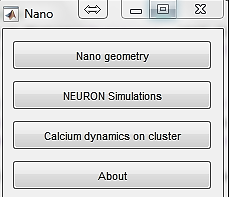 Nano
Nano geometry
NEURON Simulations
Calcium dynamics on cluster
About